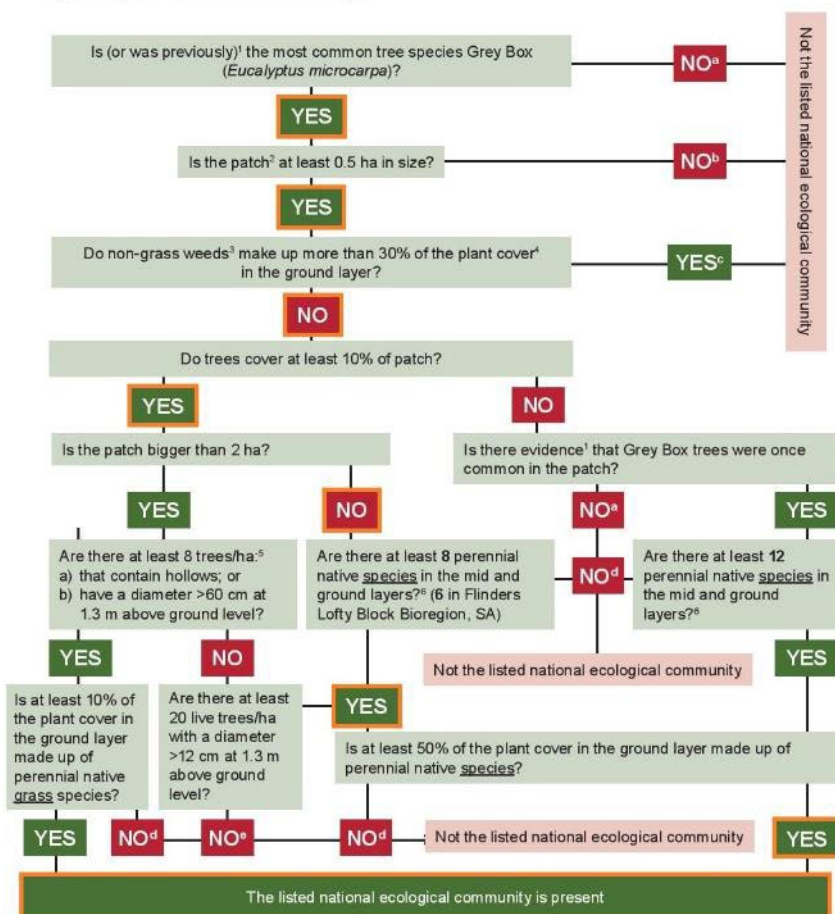 Is (or was previously)¹ the most common tree species Grey Box
(Eucalyptus microcarpa)?
NOᵃ
Not the listed national ecological community
YES
Is the patch² at least 0.5 ha in size?
NOᵇ
YES
Do non-grass weeds³ make up more than 30% of the plant cover⁴
in the ground layer?
YESᶜ
NO
Do trees cover at least 10% of patch?
YES
NO
Is the patch bigger than 2 ha?
Is there evidence¹ that Grey Box trees were once
common in the patch?
YES
NO
NOᵃ
YES
Are there at least 8 trees/ha:⁵
a) that contain hollows; or
b) have a diameter >60 cm at
1.3 m above ground level?
Are there at least 8 perennial
native species in the mid and
ground layers?⁶ (6 in Flinders
Lofty Block Bioregion, SA)
NOᵈ
Are there at least 12
perennial native species in
the mid and ground
layers?⁶
YES
NO
Not the listed national ecological community
YES
Is at least 10% of
the plant cover in
the ground layer
made up of
perennial native
grass species?
Are there at least
20 live trees/ha
with a diameter
>12 cm at 1.3 m
above ground
level?
YES
Is at least 50% of the plant cover in the ground layer made up of
perennial native species?
YES
NOᵈ
NOᵉ
NOᵈ
Not the listed national ecological community
YES
The listed national ecological community is present